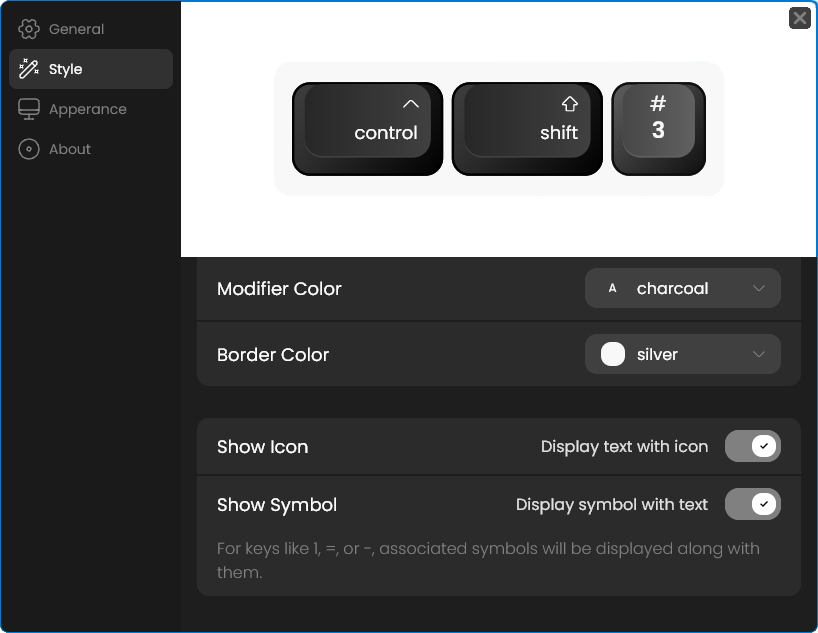 General
Style
Apperance
About
control
shift
#
3
Modifier Color
A charcoal
Border Color
silver
Show Icon
Display text with icon
Show Symbol
Display symbol with text
For keys like 1, =, or -, associated symbols will be displayed along with
them.